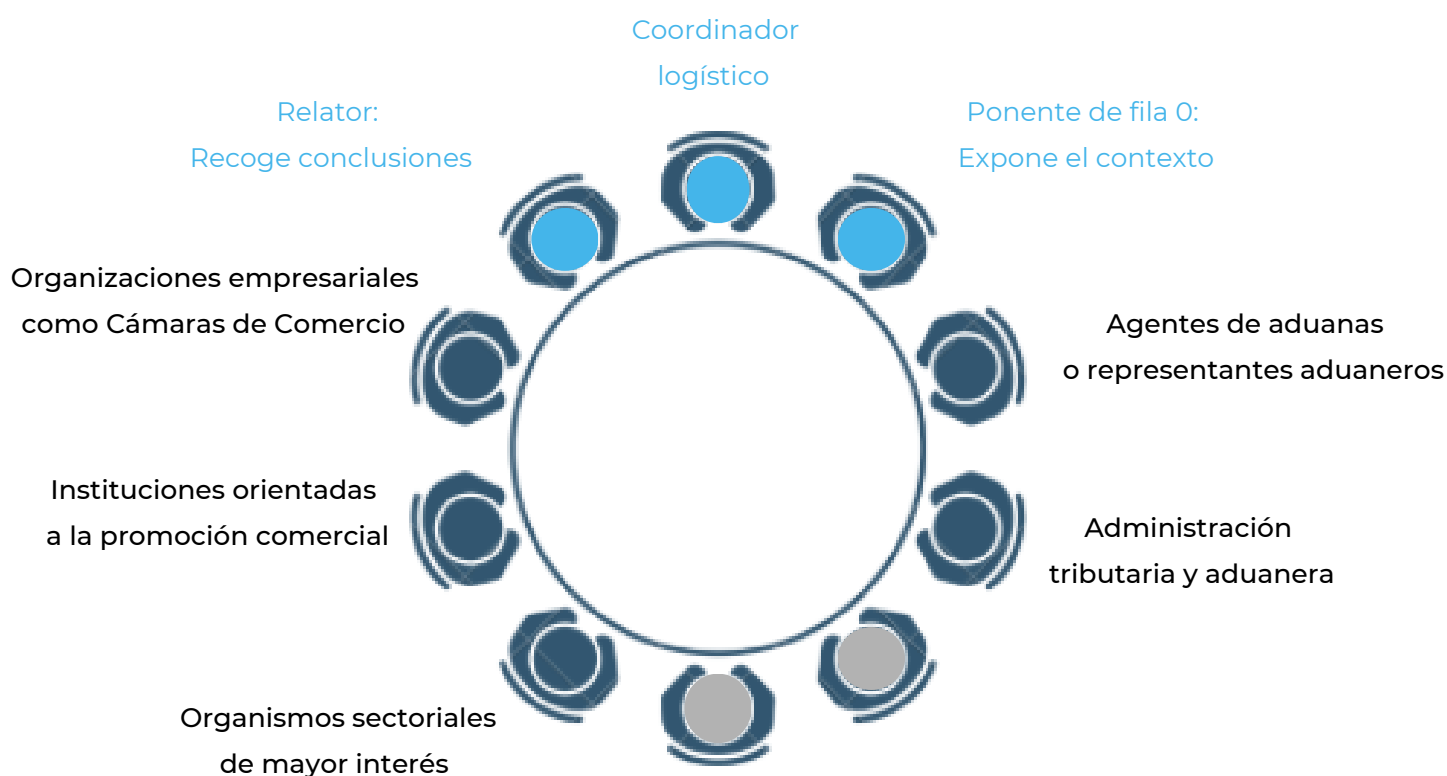 Coordinador
logístico
Relator:
Recoge conclusiones
Ponente de fila 0:
Expone el contexto
Organizaciones empresariales
como Cámaras de Comercio
Agentes de aduanas
o representantes aduaneros
Instituciones orientadas
a la promoción comercial
Administración
tributaria y aduanera
Organismos sectoriales
de mayor interés